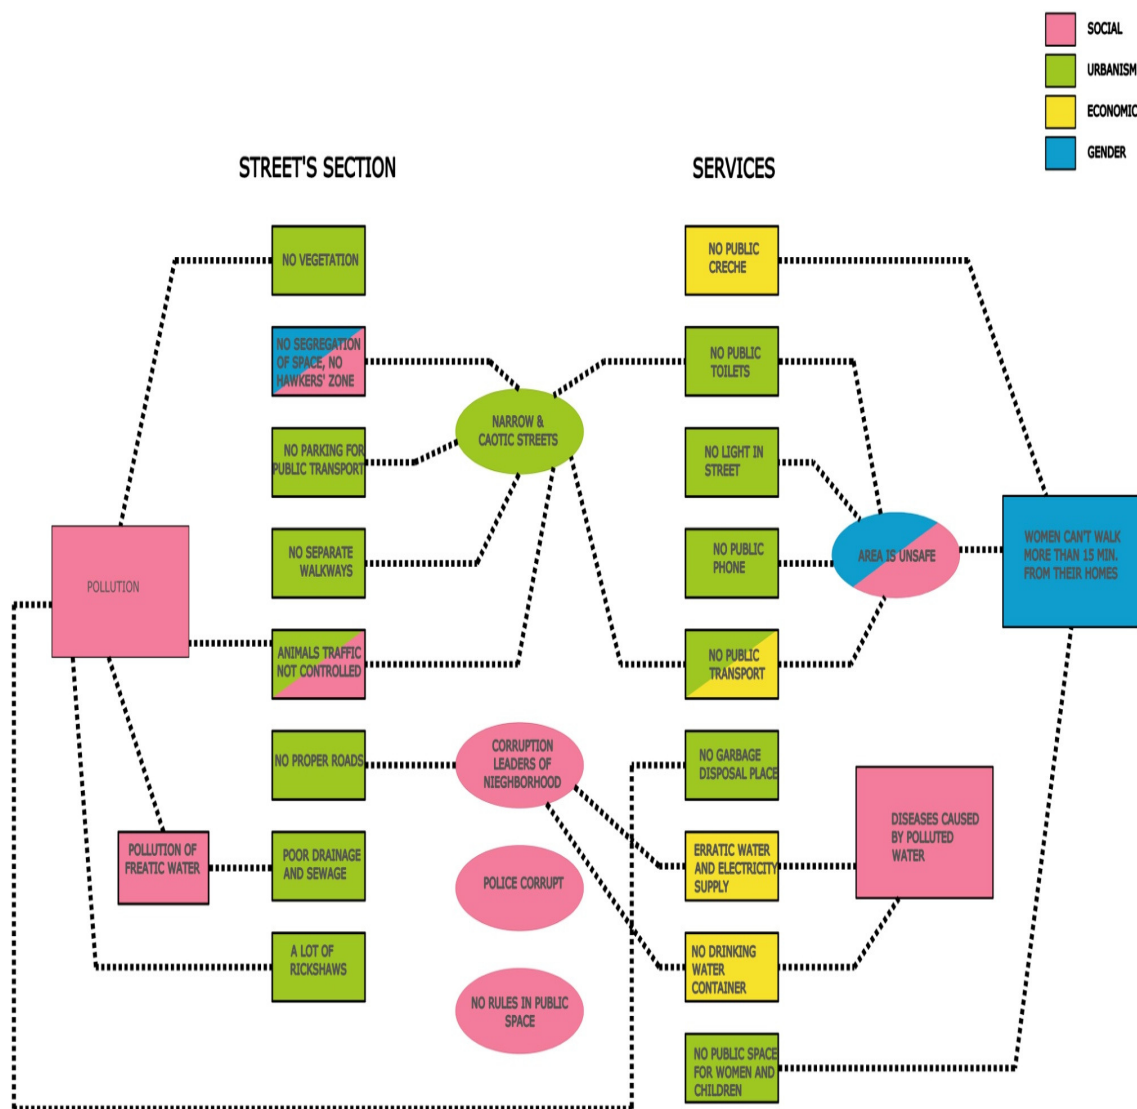 SOCIAL
URBANISM
ECONOMIC
GENDER
STREET'S SECTION
SERVICES
NO VEGETATION
NO SEGREGATION
OF SPACE, NO
HAWKERS' ZONE
NO PARKING FOR
PUBLIC TRANSPORT
NO SEPARATE
WALKWAYS
ANIMALS TRAFFIC
NOT CONTROLLED
NO PROPER ROADS
POOR DRAINAGE
AND SEWAGE
A LOT OF
RICKSHAWS
POLLUTION
POLLUTION OF
FREATIC WATER
NARROW &
CAOTIC STREETS
CORRUPTION
LEADERS OF
NIEGHBORHOOD
POLICE CORRUPT
NO RULES IN PUBLIC
SPACE
NO PUBLIC
CRECHE
NO PUBLIC
TOILETS
NO LIGHT IN
STREET
NO PUBLIC
PHONE
NO PUBLIC
TRANSPORT
NO GARBAGE
DISPOSAL PLACE
ERRATIC WATER
AND ELECTRICITY
SUPPLY
NO DRINKING
WATER
CONTAINER
NO PUBLIC SPACE
FOR WOMEN AND
CHILDREN
AREA IS UNSAFE
WOMEN CAN'T WALK
MORE THAN 15 MIN.
FROM THEIR HOMES
DISEASES CAUSED
BY POLLUTED
WATER